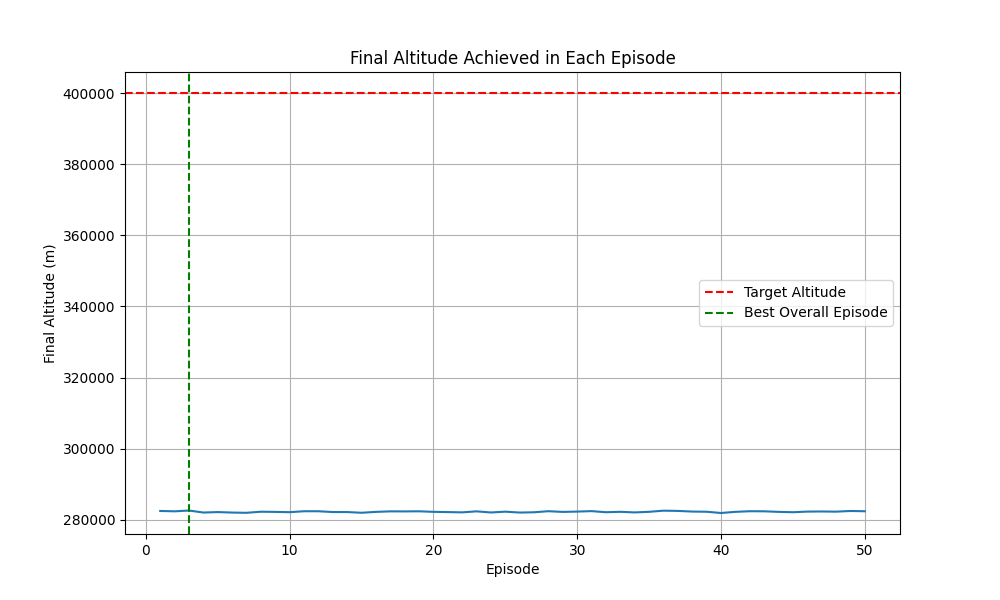 Final Altitude Achieved in Each Episode
400000
380000
360000
340000
320000
300000
280000
Final Altitude (m)
Target Altitude
Best Overall Episode
0
10
20
30
40
50
Episode